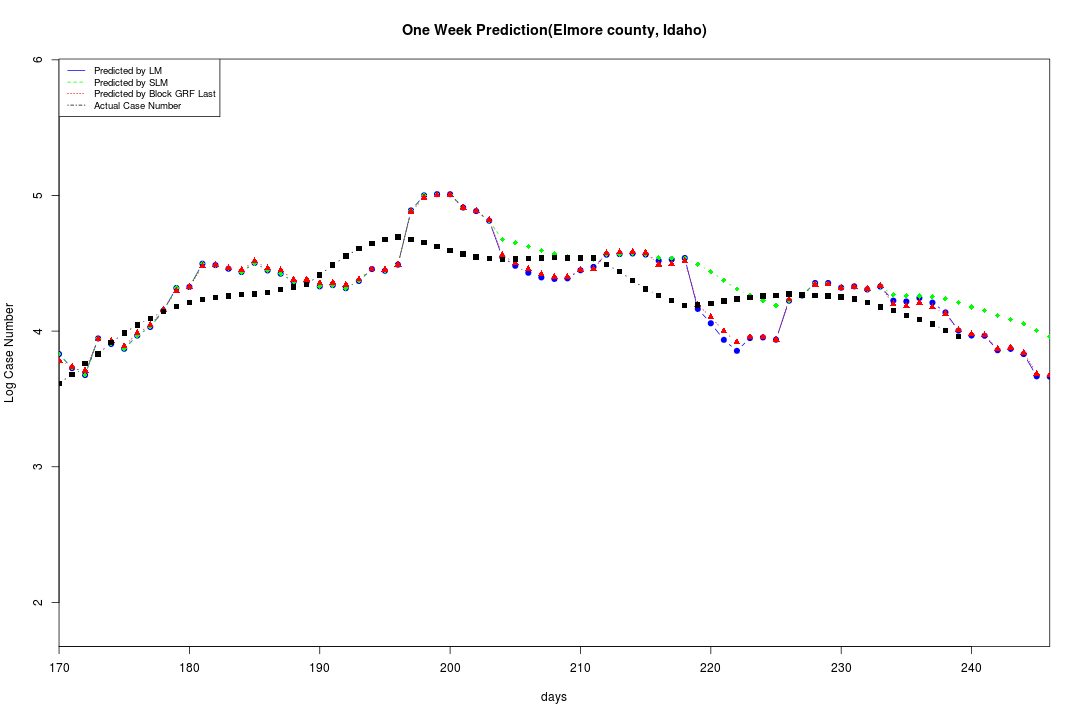 One Week Prediction(Elmore county, Idaho)
Predicted by LM
Predicted by SLM
Predicted by Block GRF Last
Actual Case Number
6
5
4
3
2
Log Case Number
170 180 190 200 210 220 230 240
days